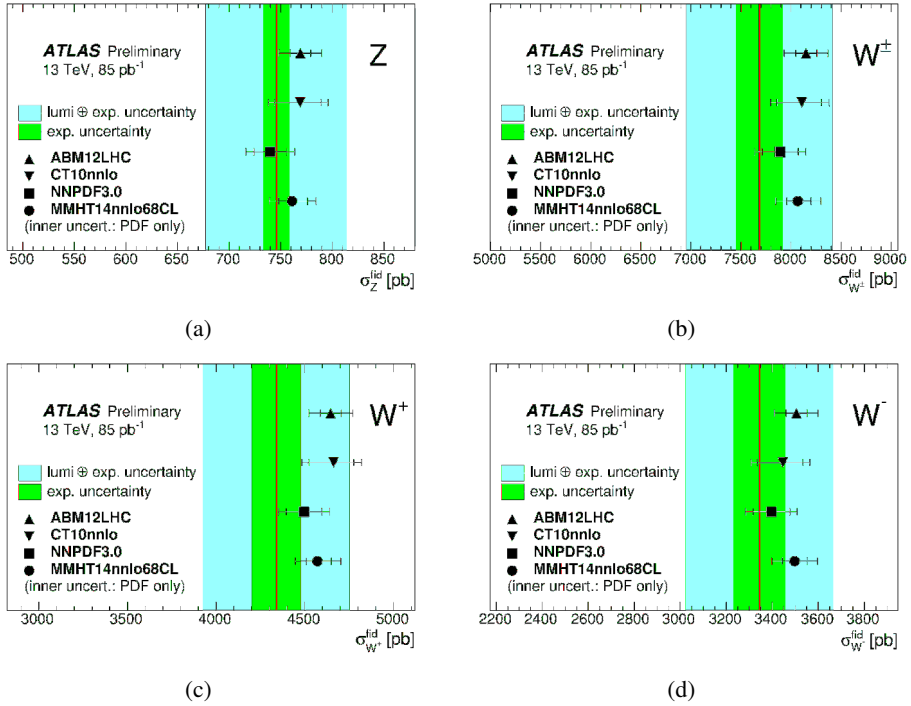 ATLAS Preliminary
13 TeV, 85 pb⁻¹
Z
lumi ⊕ exp. uncertainty
exp. uncertainty
ABM12LHC
CT10nnlo
NNPDF3.0
MMHT14nnlo68CL
(inner uncert.: PDF only)
500 550 600 650 700 750 800 850
σ_Z^fid [pb]
(a)
ATLAS Preliminary
13 TeV, 85 pb⁻¹
W±
lumi ⊕ exp. uncertainty
exp. uncertainty
ABM12LHC
CT10nnlo
NNPDF3.0
MMHT14nnlo68CL
(inner uncert.: PDF only)
5000 5500 6000 6500 7000 7500 8000 8500 9000
σ_W±^fid [pb]
(b)
ATLAS Preliminary
13 TeV, 85 pb⁻¹
W⁺
lumi ⊕ exp. uncertainty
exp. uncertainty
ABM12LHC
CT10nnlo
NNPDF3.0
MMHT14nnlo68CL
(inner uncert.: PDF only)
3000 3500 4000 4500 5000
σ_W⁺^fid [pb]
(c)
ATLAS Preliminary
13 TeV, 85 pb⁻¹
W⁻
lumi ⊕ exp. uncertainty
exp. uncertainty
ABM12LHC
CT10nnlo
NNPDF3.0
MMHT14nnlo68CL
(inner uncert.: PDF only)
2200 2400 2600 2800 3000 3200 3400 3600 3800
σ_W⁻^fid [pb]
(d)